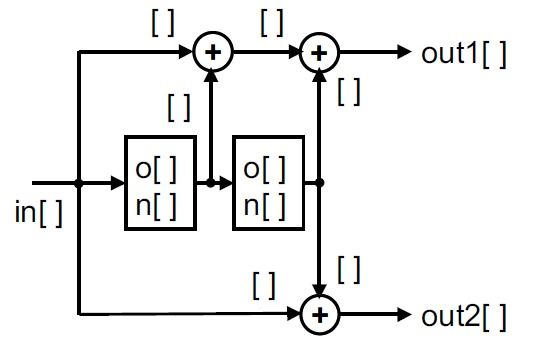 [ ] [ ]
+ + out1[ ]
[ ] [ ]
o[ ] o[ ]
n[ ] n[ ]
in[ ]
[ ] [ ]
+ out2[ ]